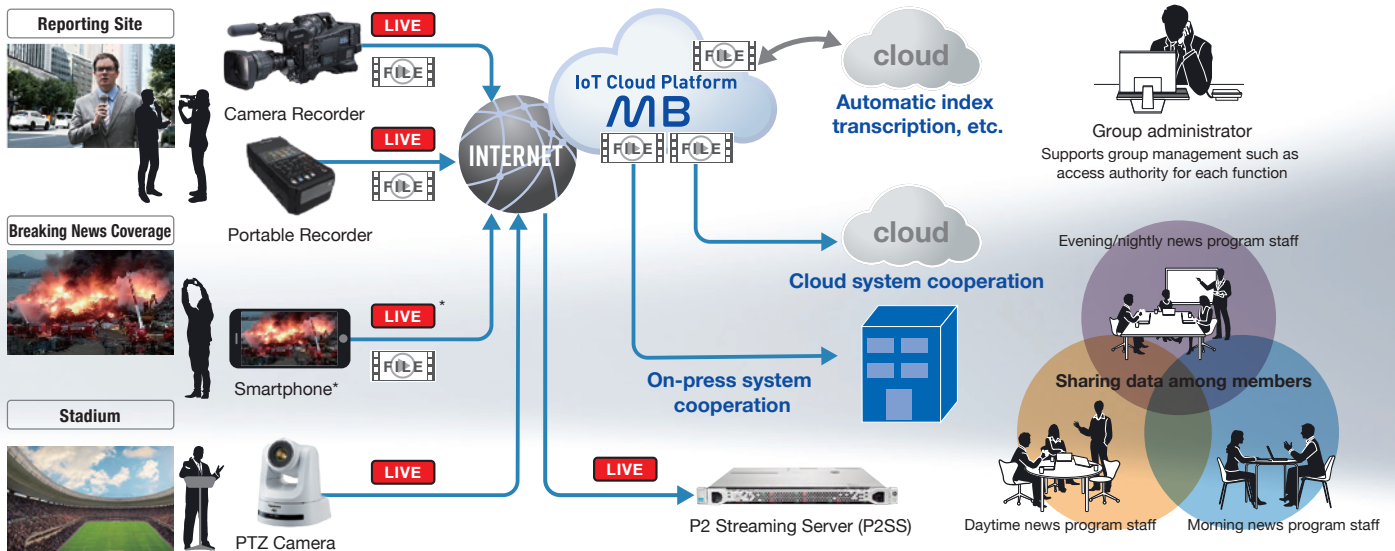 Reporting Site
LIVE
FILE
Camera Recorder
LIVE
FILE
Portable Recorder
INTERNET
FILE
IoT Cloud Platform
MB
FILE
FILE
cloud
Automatic index
transcription, etc.
Group administrator
Supports group management such as
access authority for each function
Breaking News Coverage
LIVE*
FILE
Smartphone*
cloud
Cloud system cooperation
On-press system
cooperation
Evening/nightly news program staff
Sharing data among members
Daytime news program staff
Morning news program staff
Stadium
LIVE
PTZ Camera
LIVE
P2 Streaming Server (P2SS)